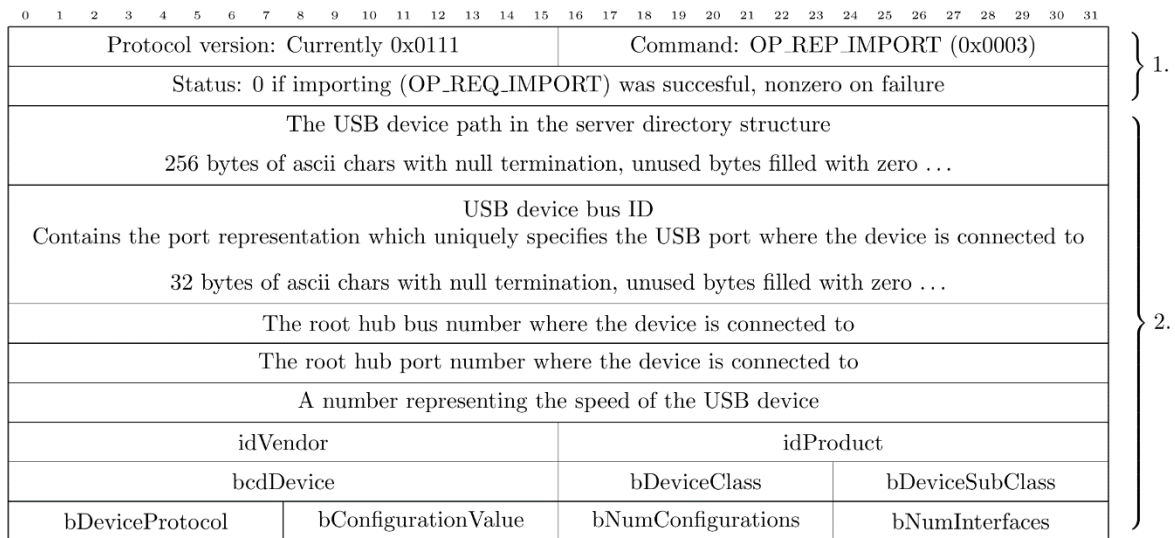 0 1 2 3 4 5 6 7 8 9 10 11 12 13 14 15 16 17 18 19 20 21 22 23 24 25 26 27 28 29 30 31
Protocol version: Currently 0x0111 Command: OP_REP_IMPORT (0x0003)
1.
Status: 0 if importing (OP_REQ_IMPORT) was succesful, nonzero on failure
The USB device path in the server directory structure
256 bytes of ascii chars with null termination, unused bytes filled with zero ...
USB device bus ID
Contains the port representation which uniquely specifies the USB port where the device is connected to
32 bytes of ascii chars with null termination, unused bytes filled with zero ...
The root hub bus number where the device is connected to
2.
The root hub port number where the device is connected to
A number representing the speed of the USB device
idVendor idProduct
bcdDevice bDeviceClass bDeviceSubClass
bDeviceProtocol bConfigurationValue bNumConfigurations bNumInterfaces